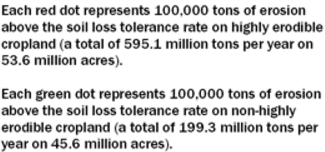 Each red dot represents 100,000 tons of erosion
above the soil loss tolerance rate on highly erodible
cropland (a total of 595.1 million tons per year on
53.6 million acres).
Each green dot represents 100,000 tons of erosion
above the soil loss tolerance rate on non-highly
erodible cropland (a total of 199.3 million tons per
year on 45.6 million acres).